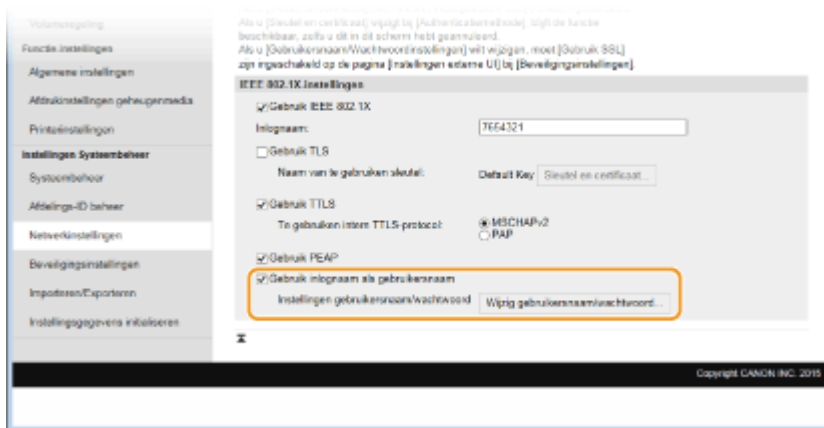 Volumeregeling
Functie-instellingen
Algemene instellingen
Afdrukinstellingen geheugenmedia
Printerinstellingen
Instellingen Systeembeheer
Systeembeheer
Afdelings-ID beheer
Netwerkinstellingen
Beveiligingsinstellingen
Importeren/Exporteren
Instellingsgegevens initialiseren
Als u [Sleutel en certificaat] wijzigt bij [Authenticatiemethode], blijft de functie
beschikbaar, zelfs u dit in dit scherm hebt geannuleerd.
Als u [Gebruikersnaam/Wachtwoordinstellingen] wilt wijzigen, moet [Gebruik SSL]
zijn ingeschakeld op de pagina [Instellingen externe UI] bij [Beveiligingsinstellingen].
IEEE 802.1X-instellingen
Gebruik IEEE 802.1X
Inlognaam: 7654321
Gebruik TLS
Naam van te gebruiken sleutel: Default Key Sleutel en certificaat...
Gebruik TTLS
Te gebruiken intern TTLS-protocol: MSCHAPv2
PAP
Gebruik PEAP
Gebruik inlognaam als gebruikersnaam
Instellingen gebruikersnaam/wachtwoord Wijzig gebruikersnaam/wachtwoord...
Copyright CANON INC. 2015